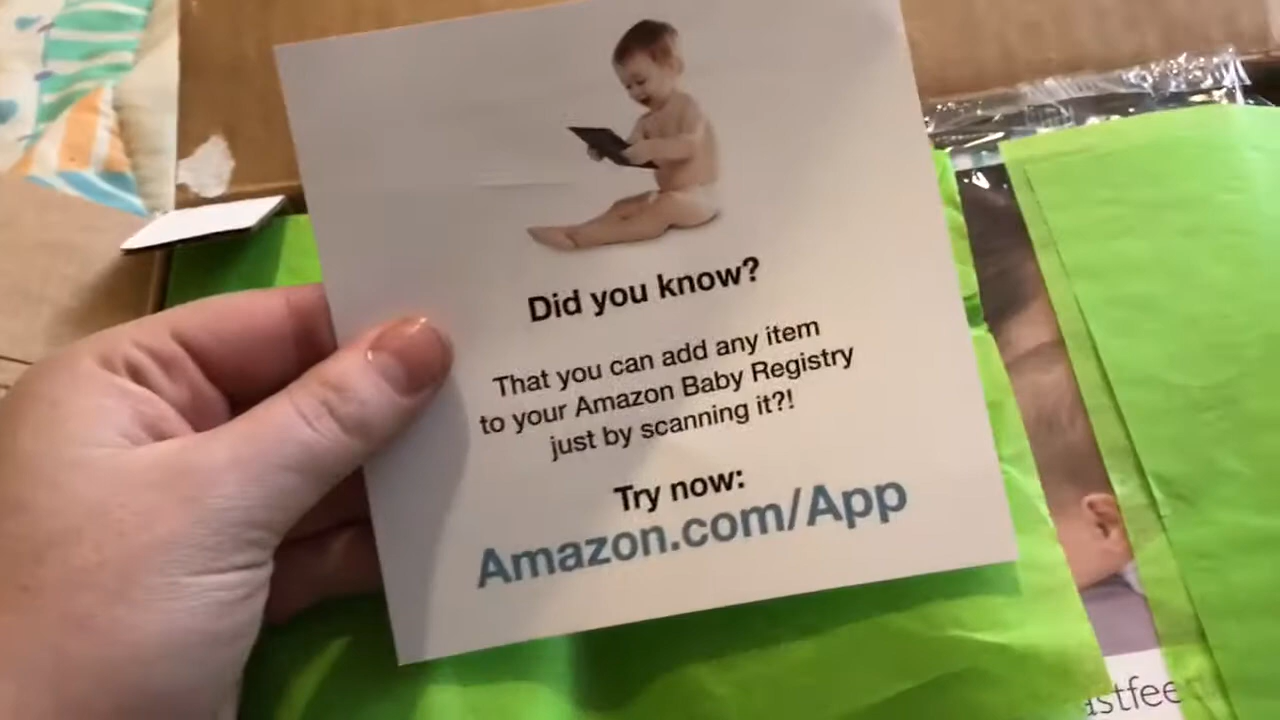 Did you know?
That you can add any item
to your Amazon Baby Registry
just by scanning it?!
Try now:
Amazon.com/App